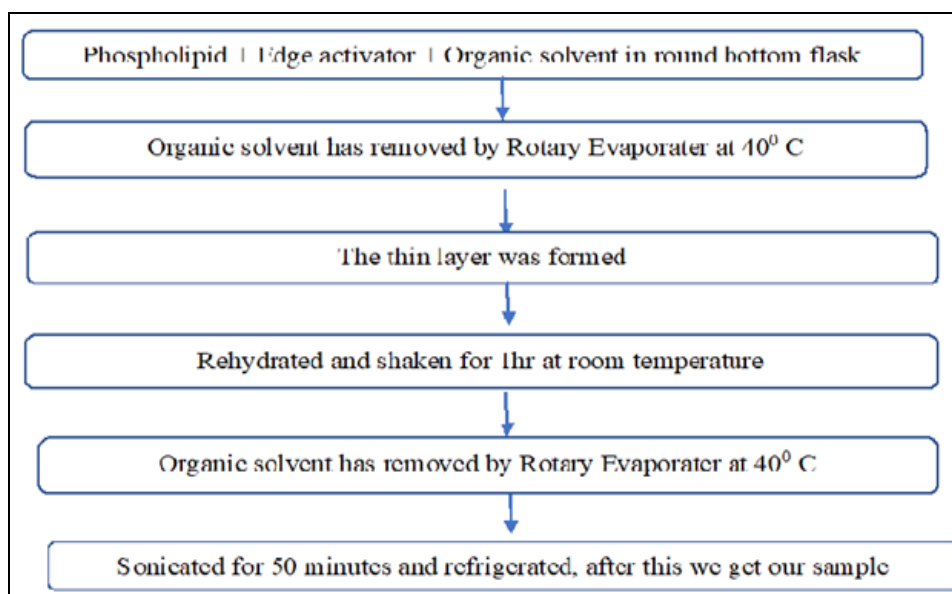 Phospholipid + Edge activator + Organic solvent in round bottom flask
Organic solvent has removed by Rotary Evaporater at 40⁰ C
The thin layer was formed
Rehydrated and shaken for 1hr at room temperature
Organic solvent has removed by Rotary Evaporater at 40⁰ C
Sonicated for 50 minutes and refrigerated, after this we get our sample